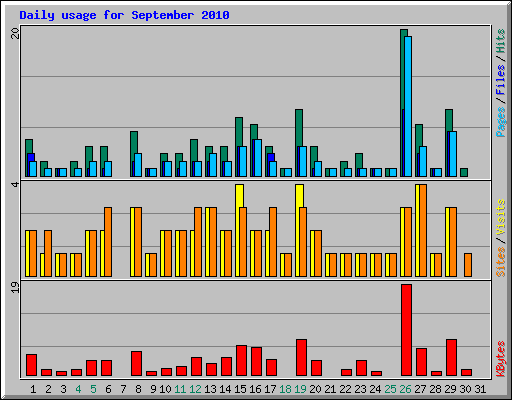 Daily usage for September 2010
20
Pages / Files / Hits
4
Sites / Visits
19
KBytes
1 2 3 4 5 6 7 8 9 10 11 12 13 14 15 16 17 18 19 20 21 22 23 24 25 26 27 28 29 30 31